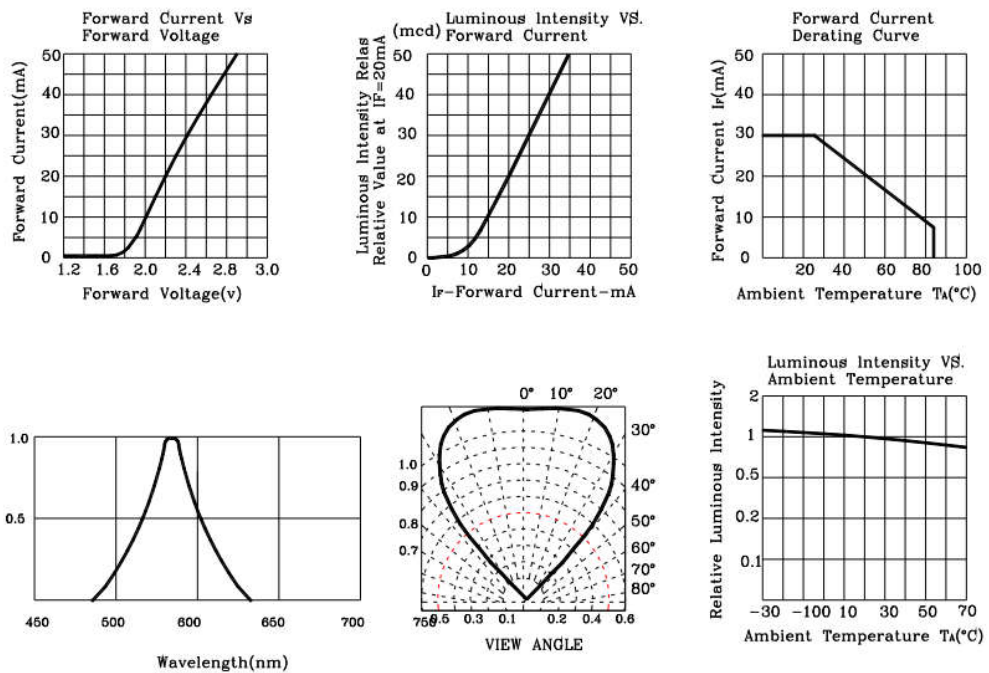 Forward Current Vs
Forward Voltage
Forward Current(mA)
50
40
30
20
10
0
1.2 1.6 2.0 2.4 2.8 3.0
Forward Voltage(v)
(mcd)
Luminous Intensity VS.
Forward Current
Luminous Intensity Relas
Relative Value at IF=20mA
50
40
30
20
10
0
0 10 20 30 40 50
IF-Forward Current-mA
Forward Current
Derating Curve
Forward Current IF(mA)
50
40
30
20
10
0
20 40 60 80 100
Ambient Temperature TA(°C)
1.0
0.5
450 500 600 600 700
Wavelength(nm)
0° 10° 20°
30°
40°
50°
60°
70°
80°
1.0
0.9
0.8
0.7
750.5 0.3 0.1 0.2 0.4 0.6
VIEW ANGLE
Luminous Intensity VS.
Ambient Temperature
Relative Luminous Intensity
2
1
0.5
0.2
0.1
-30 -100 10 30 50 70
Ambient Temperature TA(°C)